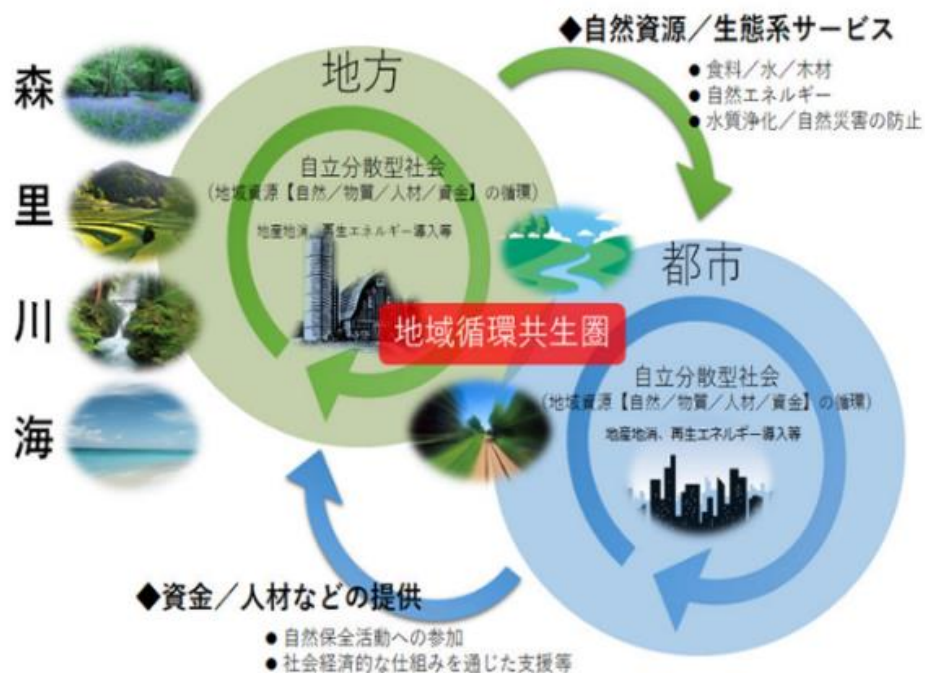 ◆自然資源／生態系サービス
● 食料／水／木材
● 自然エネルギー
● 水質浄化／自然災害の防止
森
里
川
海
地方
自立分散型社会
（地域資源【自然／物質／人材／資金】の循環）
地産地消、再生エネルギー導入等
地域循環共生圏
都市
自立分散型社会
（地域資源【自然／物質／人材／資金】の循環）
地産地消、再生エネルギー導入等
◆資金／人材などの提供
● 自然保全活動への参加
● 社会経済的な仕組みを通じた支援等